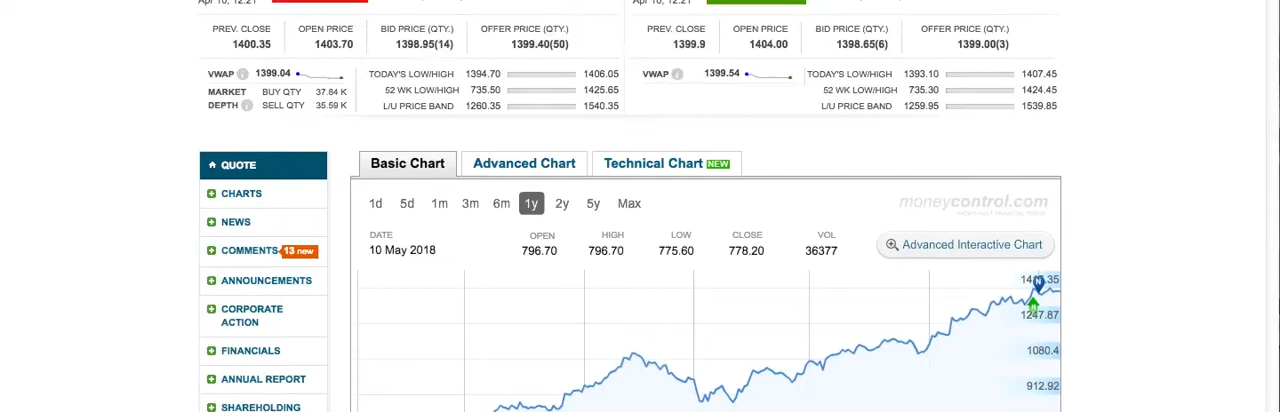 Apr 10, 12:21 Apr 10, 12:21
PREV. CLOSE OPEN PRICE BID PRICE (QTY.) OFFER PRICE (QTY.) PREV. CLOSE OPEN PRICE BID PRICE (QTY.) OFFER PRICE (QTY.)
1400.35 1403.70 1398.95(14) 1399.40(50) 1399.9 1404.00 1398.65(6) 1399.00(3)
VWAP i 1399.04 TODAY'S LOW/HIGH 1394.70 1406.05 VWAP i 1399.54 TODAY'S LOW/HIGH 1393.10 1407.45
MARKET BUY QTY 37.84 K 52 WK LOW/HIGH 735.50 1425.65 52 WK LOW/HIGH 735.30 1424.45
DEPTH i SELL QTY 35.59 K L/U PRICE BAND 1260.35 1540.35 L/U PRICE BAND 1259.95 1539.85
QUOTE
CHARTS
NEWS
COMMENTS 13 new
ANNOUNCEMENTS
CORPORATE
ACTION
FINANCIALS
ANNUAL REPORT
SHAREHOLDING
Basic Chart Advanced Chart Technical Chart NEW
1d 5d 1m 3m 6m 1y 2y 5y Max
moneycontrol.com
DATE OPEN HIGH LOW CLOSE VOL
10 May 2018 796.70 796.70 775.60 778.20 36377
Advanced Interactive Chart
N
1247.87
1080.4
912.92